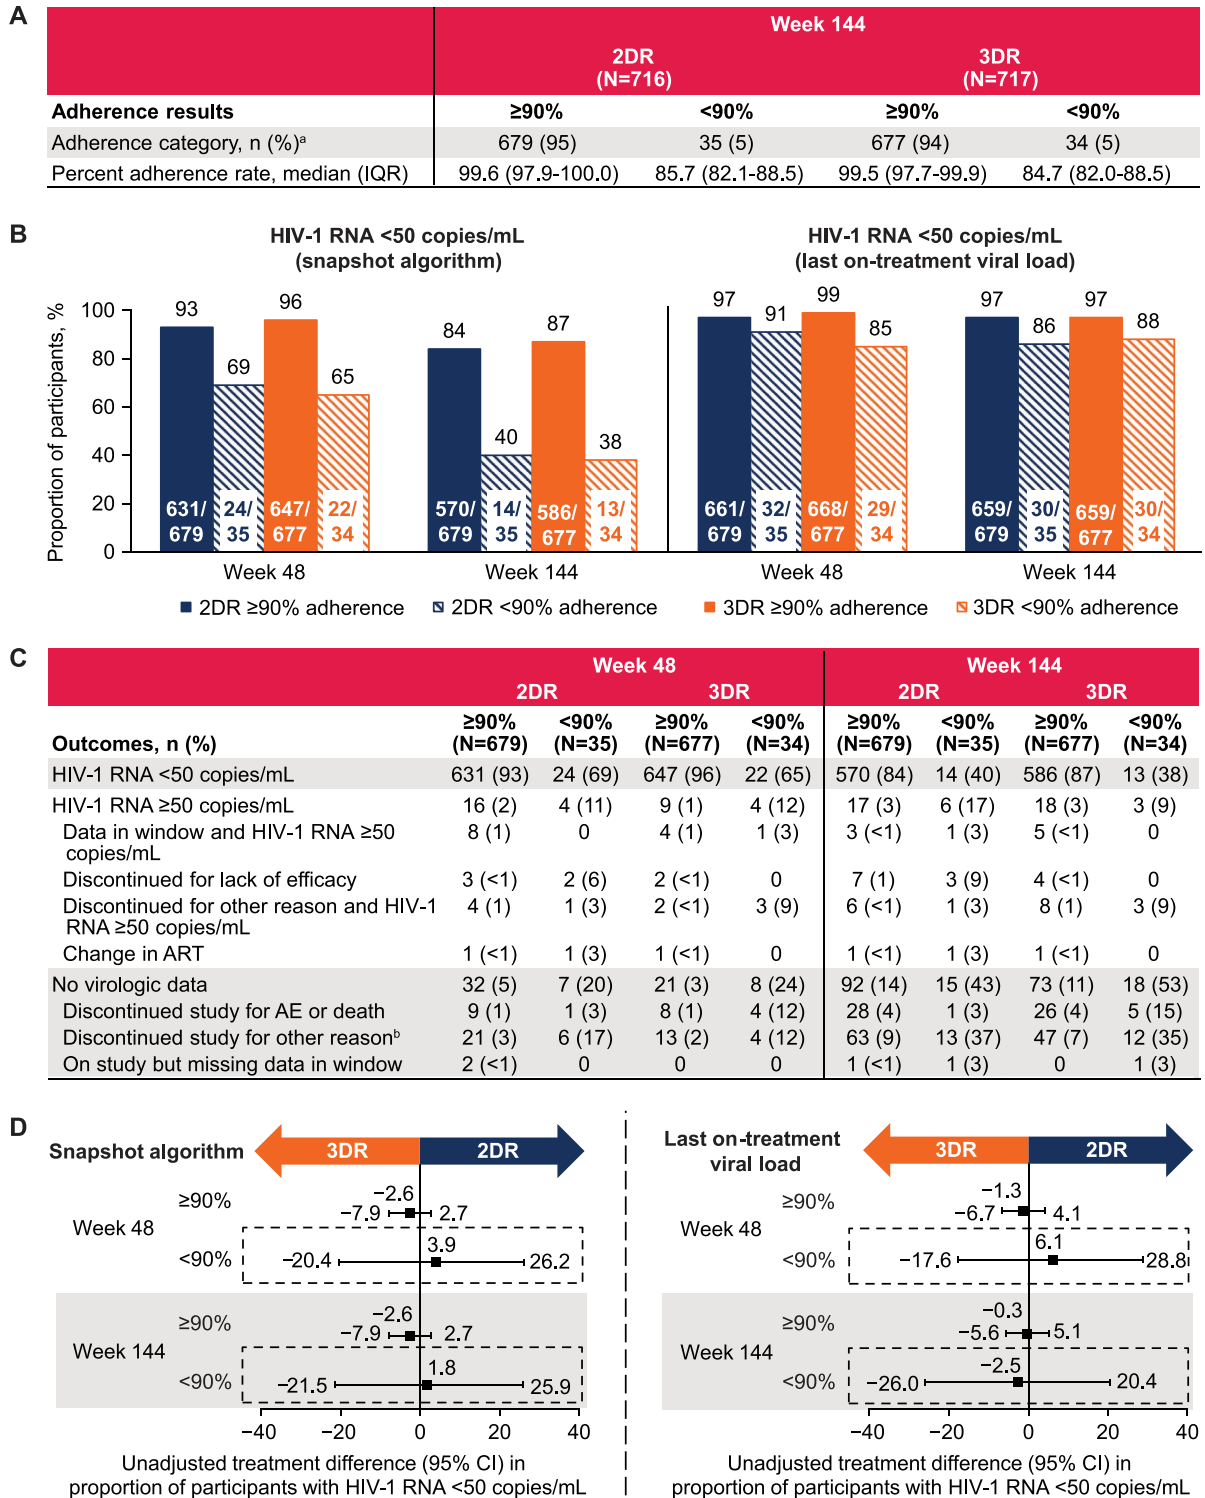 A
Week 144
2DR 3DR
(N=716) (N=717)
Adherence results ≥90% <90% ≥90% <90%
Adherence category, n (%)ᵃ 679 (95) 35 (5) 677 (94) 34 (5)
Percent adherence rate, median (IQR) 99.6 (97.9-100.0) 85.7 (82.1-88.5) 99.5 (97.7-99.9) 84.7 (82.0-88.5)
B
HIV-1 RNA <50 copies/mL
(snapshot algorithm)
HIV-1 RNA <50 copies/mL
(last on-treatment viral load)
Proportion of participants, %
100
80
60
40
20
0
93 69 96 65 84 40 87 38 97 91 99 85 97 86 97 88
631/ 24/ 647/ 22/ 570/ 14/ 586/ 13/ 661/ 32/ 668/ 29/ 659/ 30/ 659/ 30/
679 35 677 34 679 35 677 34 679 35 677 34 679 35 677 34
Week 48 Week 144 Week 48 Week 144
2DR ≥90% adherence 2DR <90% adherence 3DR ≥90% adherence 3DR <90% adherence
C
Week 48 Week 144
2DR 3DR 2DR 3DR
≥90% <90% ≥90% <90% ≥90% <90% ≥90% <90%
Outcomes, n (%) (N=679) (N=35) (N=677) (N=34) (N=679) (N=35) (N=677) (N=34)
HIV-1 RNA <50 copies/mL 631 (93) 24 (69) 647 (96) 22 (65) 570 (84) 14 (40) 586 (87) 13 (38)
HIV-1 RNA ≥50 copies/mL 16 (2) 4 (11) 9 (1) 4 (12) 17 (3) 6 (17) 18 (3) 3 (9)
Data in window and HIV-1 RNA ≥50 8 (1) 0 4 (1) 1 (3) 3 (<1) 1 (3) 5 (<1) 0
copies/mL
Discontinued for lack of efficacy 3 (<1) 2 (6) 2 (<1) 0 7 (1) 3 (9) 4 (<1) 0
Discontinued for other reason and HIV-1 4 (1) 1 (3) 2 (<1) 3 (9) 6 (<1) 1 (3) 8 (1) 3 (9)
RNA ≥50 copies/mL
Change in ART 1 (<1) 1 (3) 1 (<1) 0 1 (<1) 1 (3) 1 (<1) 0
No virologic data 32 (5) 7 (20) 21 (3) 8 (24) 92 (14) 15 (43) 73 (11) 18 (53)
Discontinued study for AE or death 9 (1) 1 (3) 8 (1) 4 (12) 28 (4) 1 (3) 26 (4) 5 (15)
Discontinued study for other reasonᵇ 21 (3) 6 (17) 13 (2) 4 (12) 63 (9) 13 (37) 47 (7) 12 (35)
On study but missing data in window 2 (<1) 0 0 0 1 (<1) 0 0 1 (3)
D
Snapshot algorithm 3DR 2DR
Week 48
≥90% −2.6 −7.9 2.7
<90% −20.4 3.9 26.2
Week 144
≥90% −2.6 −7.9 2.7
<90% −21.5 1.8 25.9
−40 −20 0 20 40
Unadjusted treatment difference (95% CI) in
proportion of participants with HIV-1 RNA <50 copies/mL
Last on-treatment
viral load
3DR 2DR
Week 48
≥90% −1.3 −6.7 4.1
<90% −17.6 6.1 28.8
Week 144
≥90% −0.3 −5.6 5.1
<90% −26.0 −2.5 20.4
−40 −20 0 20 40
Unadjusted treatment difference (95% CI) in
proportion of participants with HIV-1 RNA <50 copies/mL